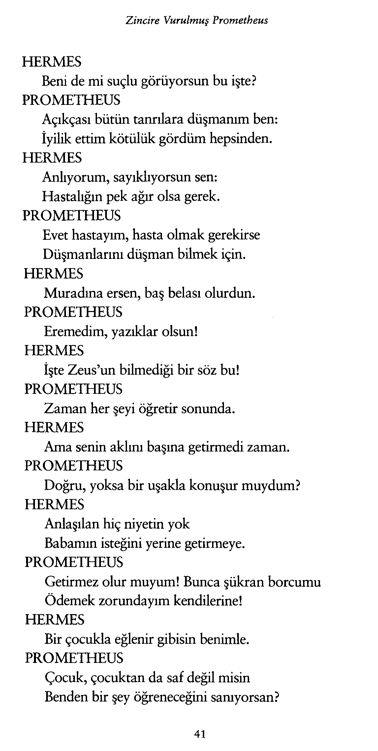 Zincire Vurulmuş Prometheus
HERMES
Beni de mi suçlu görüyorsun bu işte?
PROMETHEUS
Açıkçası bütün tanrılara düşmanım ben:
İyilik ettim kötülük gördüm hepsinden.
HERMES
Anlıyorum, sayıklıyorsun sen:
Hastalığın pek ağır olsa gerek.
PROMETHEUS
Evet hastayım, hasta olmak gerekirse
Düşmanlarını düşman bilmek için.
HERMES
Muradına ersen, baş belası olurdun.
PROMETHEUS
Eremedim, yazıklar olsun!
HERMES
İşte Zeus'un bilmediği bir söz bu!
PROMETHEUS
Zaman her şeyi öğretir sonunda.
HERMES
Ama senin aklını başına getirmedi zaman.
PROMETHEUS
Doğru, yoksa bir uşakla konuşur muydum?
HERMES
Anlaşılan hiç niyetin yok
Babamın isteğini yerine getirmeye.
PROMETHEUS
Getirmez olur muyum! Bunca şükran borcumu
Ödemek zorundayım kendilerine!
HERMES
Bir çocukla eğlenir gibisin benimle.
PROMETHEUS
Çocuk, çocuktan da saf değil misin
Benden bir şey öğreneceğini sanıyorsan?
41